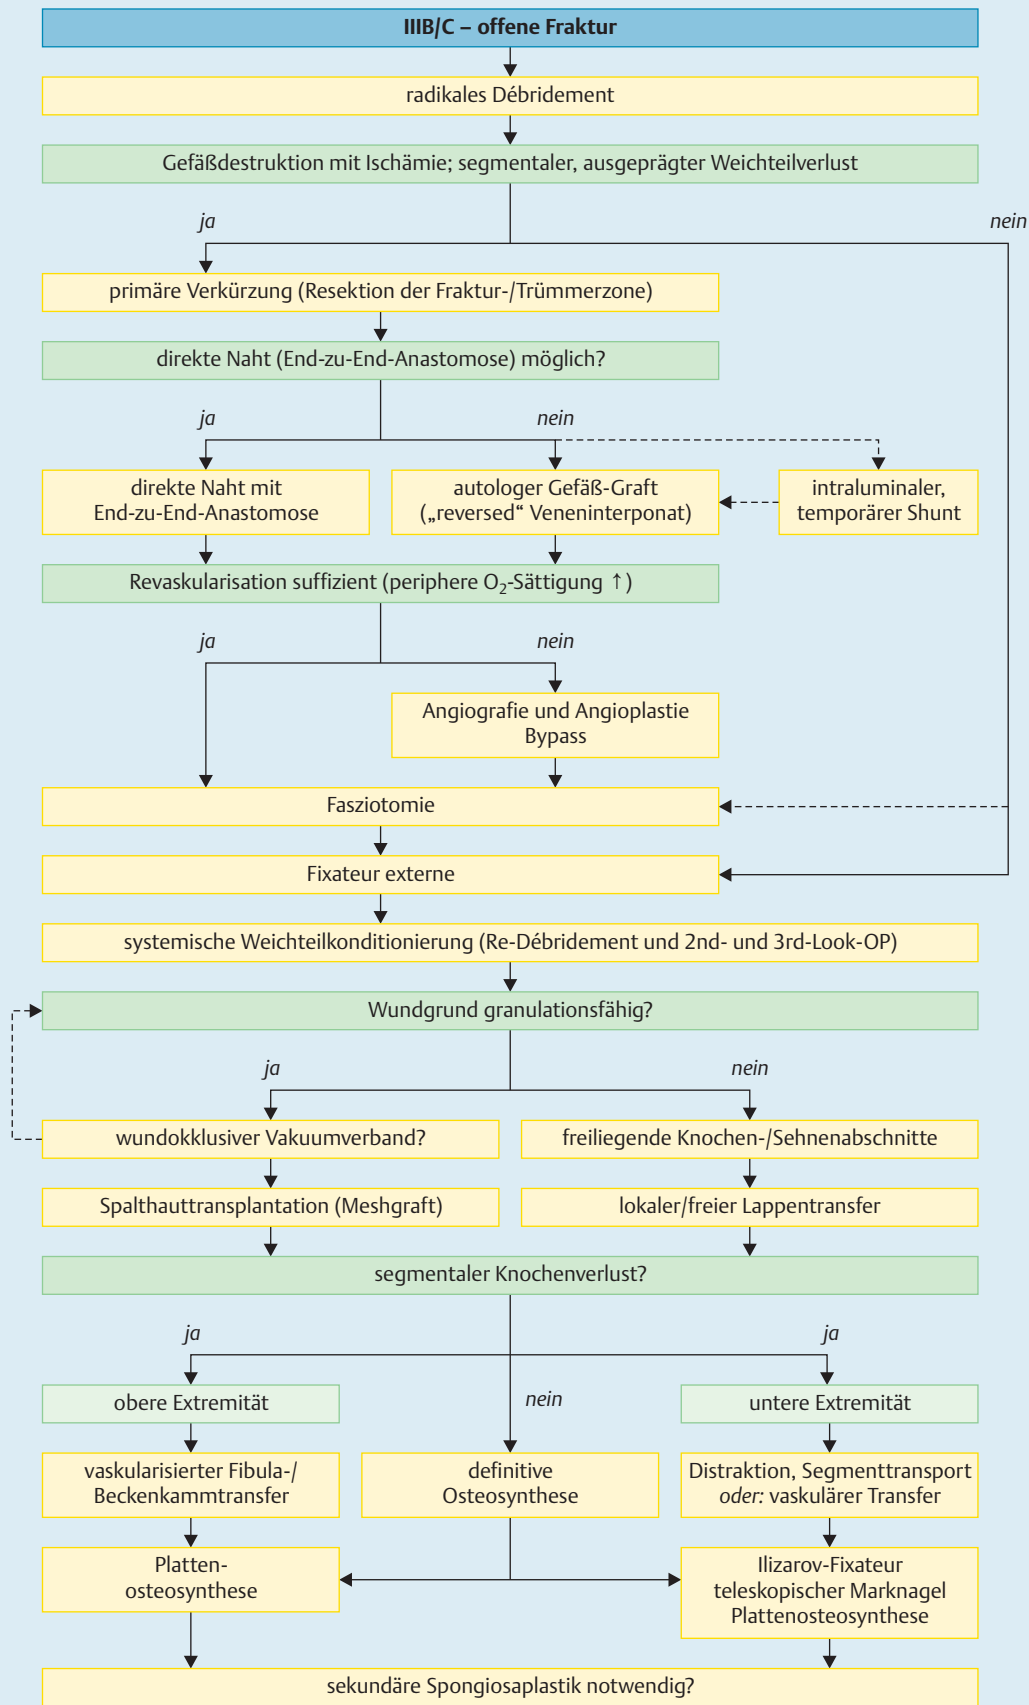 IIIB/C – offene Fraktur
radikales Débridement
Gefäßdestruktion mit Ischämie; segmentaler, ausgeprägter Weichteilverlust
ja
nein
primäre Verkürzung (Resektion der Fraktur-/Trümmerzone)
direkte Naht (End-zu-End-Anastomose) möglich?
ja
nein
direkte Naht mit
End-zu-End-Anastomose
autologer Gefäß-Graft
(„reversed“ Veneninterponat)
intraluminaler,
temporärer Shunt
Revaskularisation suffizient (periphere O₂-Sättigung ↑)
ja
nein
Angiografie und Angioplastie
Bypass
Fasziotomie
Fixateur externe
systemische Weichteilkonditionierung (Re-Débridement und 2nd- und 3rd-Look-OP)
Wundgrund granulationsfähig?
ja
nein
wundokklusiver Vakuumverband?
freiliegende Knochen-/Sehnenabschnitte
Spalthauttransplantation (Meshgraft)
lokaler/freier Lappentransfer
segmentaler Knochenverlust?
ja
ja
obere Extremität
nein
untere Extremität
vaskularisierter Fibula-/
Beckenkammtransfer
definitive
Osteosynthese
Distraktion, Segmenttransport
oder: vaskulärer Transfer
Platten-
osteosynthese
Ilizarov-Fixateur
teleskopischer Marknagel
Plattenosteosynthese
sekundäre Spongiosaplastik notwendig?